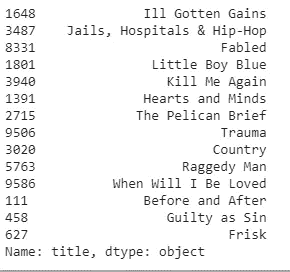 1648 Ill Gotten Gains
3487 Jails, Hospitals & Hip-Hop
8331 Fabled
1801 Little Boy Blue
3940 Kill Me Again
1391 Hearts and Minds
2715 The Pelican Brief
9506 Trauma
3020 Country
5763 Raggedy Man
9586 When Will I Be Loved
111 Before and After
458 Guilty as Sin
627 Frisk
Name: title, dtype: object